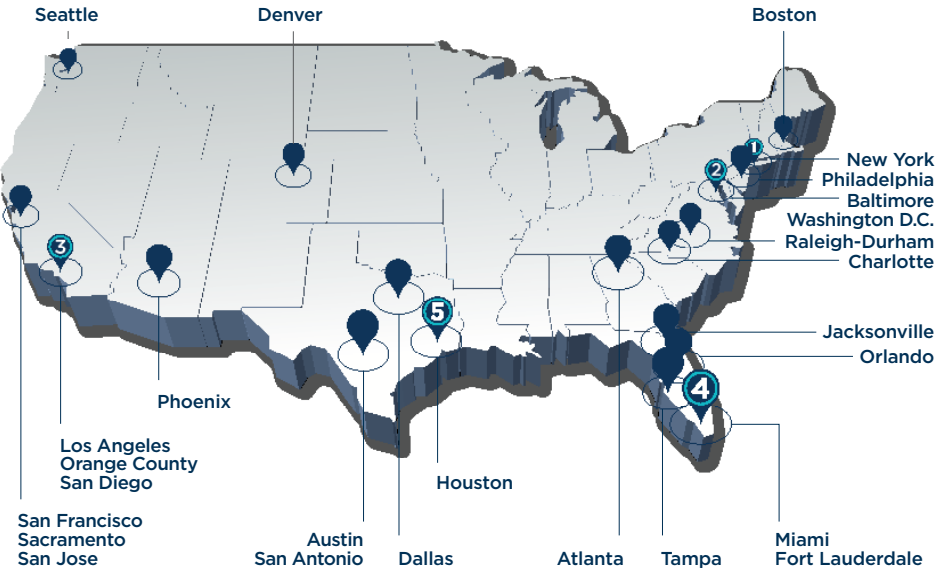 Seattle
Denver
Boston
1
2
New York
Philadelphia
Baltimore
Washington D.C.
Raleigh-Durham
Charlotte
3
5
Jacksonville
Orlando
4
Phoenix
Los Angeles
Orange County
San Diego
Houston
San Francisco
Sacramento
San Jose
Austin
San Antonio
Dallas
Atlanta
Tampa
Miami
Fort Lauderdale